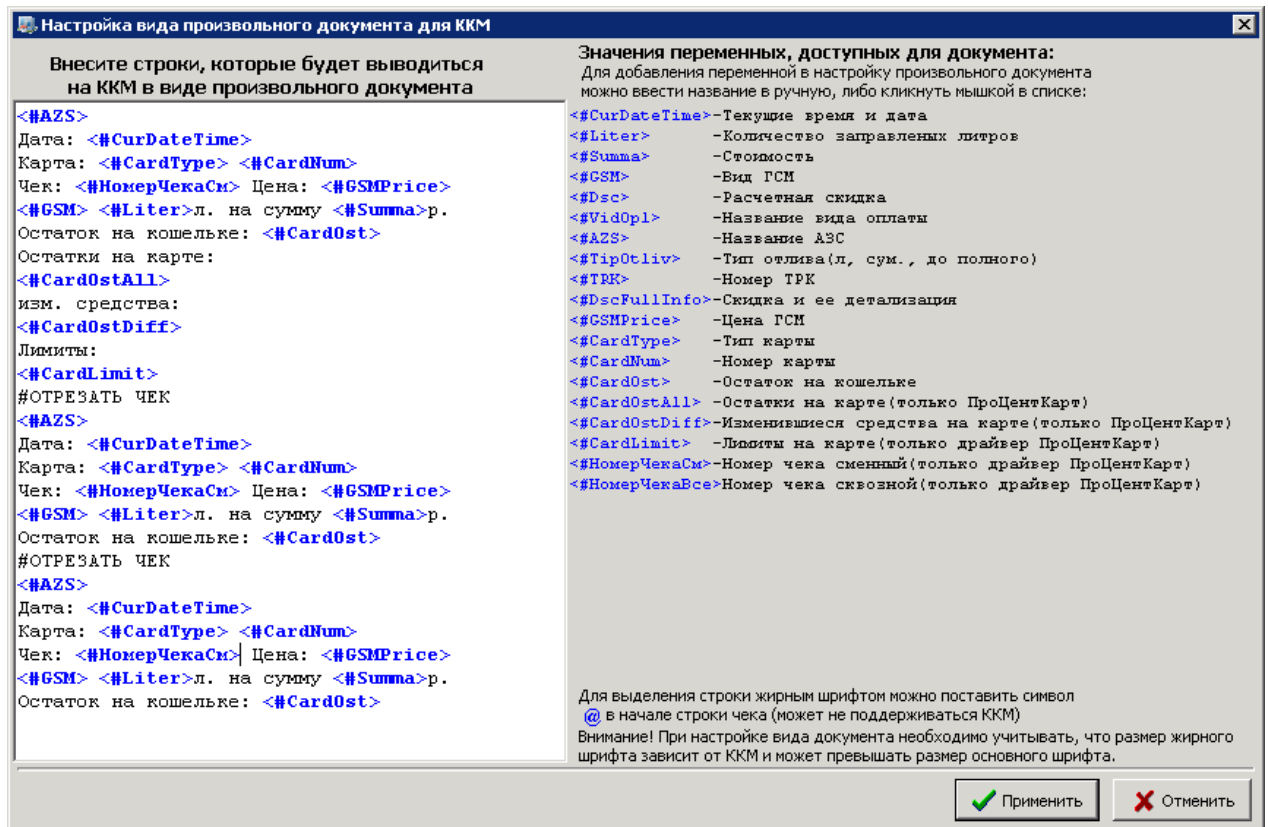 Настройка вида произвольного документа для ККМ
Внесите строки, которые будет выводиться
на ККМ в виде произвольного документа
<#AZS>
Дата: <#CurDateTime>
Карта: <#CardType> <#CardNum>
Чек: <#НомерЧекаСм> Цена: <#GSMPrice>
<#GSM> <#Liter>л. на сумму <#Summa>р.
Остаток на кошельке: <#CardOst>
Остатки на карте:
<#CardOstAll>
изм. средства:
<#CardOstDiff>
Лимиты:
<#CardLimit>
#ОТРЕЗАТЬ ЧЕК
<#AZS>
Дата: <#CurDateTime>
Карта: <#CardType> <#CardNum>
Чек: <#НомерЧекаСм> Цена: <#GSMPrice>
<#GSM> <#Liter>л. на сумму <#Summa>р.
Остаток на кошельке: <#CardOst>
#ОТРЕЗАТЬ ЧЕК
<#AZS>
Дата: <#CurDateTime>
Карта: <#CardType> <#CardNum>
Чек: <#НомерЧекаСм> Цена: <#GSMPrice>
<#GSM> <#Liter>л. на сумму <#Summa>р.
Остаток на кошельке: <#CardOst>
Значения переменных, доступных для документа:
Для добавления переменной в настройку произвольного документа
можно ввести название в ручную, либо кликнуть мышкой в списке:
<#CurDateTime>-Текущие время и дата
<#Liter> -Количество заправленых литров
<#Summa> -Стоимость
<#GSM> -Вид ГСМ
<#Dsc> -Расчетная скидка
<#VidOpl> -Название вида оплаты
<#AZS> -Название АЗС
<#TipOtliv> -Тип отлива(л, сум., до полного)
<#TRK> -Номер ТРК
<#DscFullInfo>-Скидка и ее детализация
<#GSMPrice> -Цена ГСМ
<#CardType> -Тип карты
<#CardNum> -Номер карты
<#CardOst> -Остаток на кошельке
<#CardOstAll> -Остатки на карте(только ПроЦентКарт)
<#CardOstDiff>-Изменившиеся средства на карте(только ПроЦентКарт)
<#CardLimit> -Лимиты на карте(только драйвер ПроЦентКарт)
<#НомерЧекаСм>-Номер чека сменный(только драйвер ПроЦентКарт)
<#НомерЧекаВсе>Номер чека сквозной(только драйвер ПроЦентКарт)
Для выделения строки жирным шрифтом можно поставить символ
@ в начале строки чека (может не поддерживаться ККМ)
Внимание! При настройке вида документа необходимо учитывать, что размер жирного
шрифта зависит от ККМ и может превышать размер основного шрифта.
Применить
Отменить